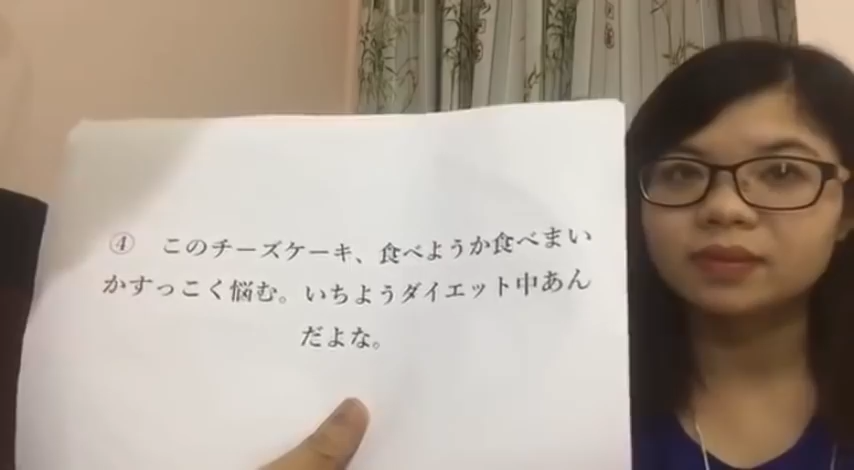 ④ このチーズケーキ、食べようか食べまい
かすっこく悩む。いちようダイエット中あん
だよな。